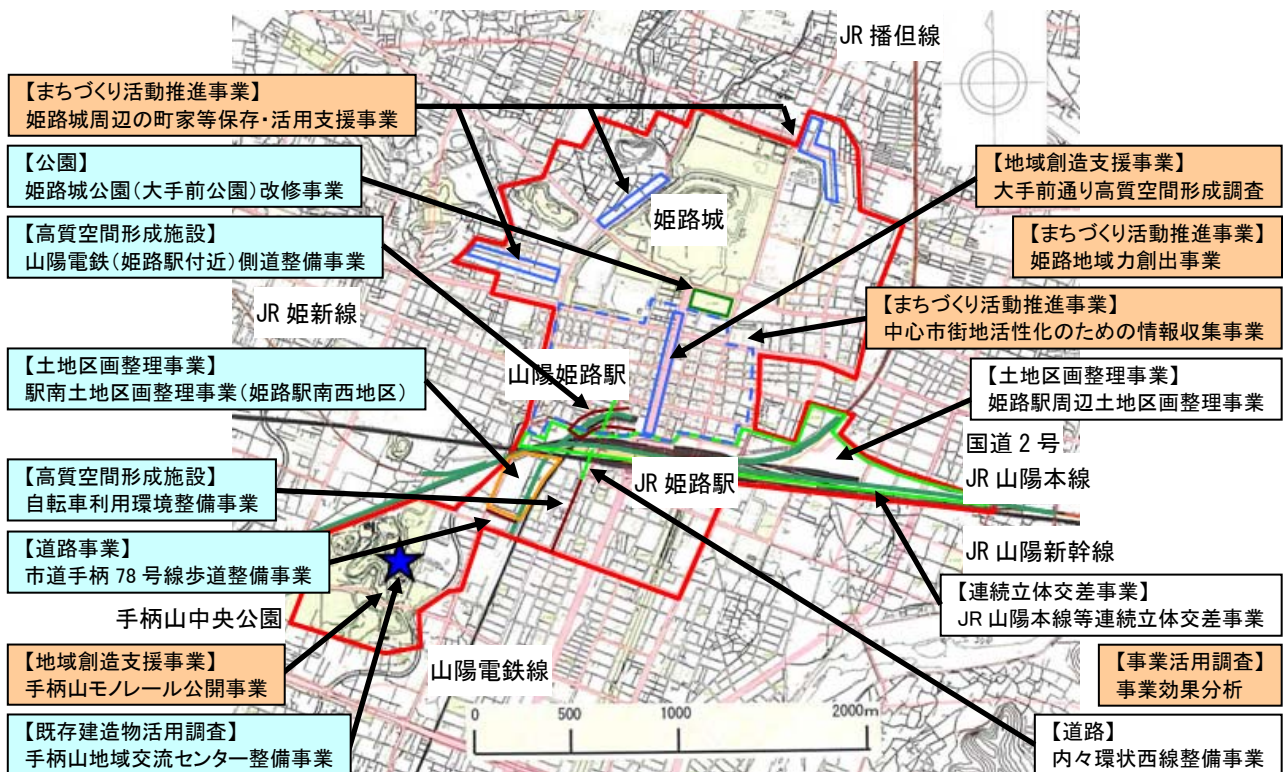 JR 播但線
【まちづくり活動推進事業】
姫路城周辺の町家等保存・活用支援事業
【公園】
姫路城公園(大手前公園)改修事業
【高質空間形成施設】
山陽電鉄(姫路駅付近)側道整備事業
JR 姫新線
【土地区画整理事業】
駅南土地区画整理事業(姫路駅南西地区)
【高質空間形成施設】
自転車利用環境整備事業
【道路事業】
市道手柄 78 号線歩道整備事業
手柄山中央公園
【地域創造支援事業】
手柄山モノレール公開事業
【既存建造物活用調査】
手柄山地域交流センター整備事業
姫路城
山陽姫路駅
JR 姫路駅
山陽電鉄線
0 500 1000 2000m
【地域創造支援事業】
大手前通り高質空間形成調査
【まちづくり活動推進事業】
姫路地域力創出事業
【まちづくり活動推進事業】
中心市街地活性化のための情報収集事業
【土地区画整理事業】
姫路駅周辺土地区画整理事業
国道 2 号
JR 山陽本線
JR 山陽新幹線
【連続立体交差事業】
JR 山陽本線等連続立体交差事業
【事業活用調査】
事業効果分析
【道路】
内々環状西線整備事業